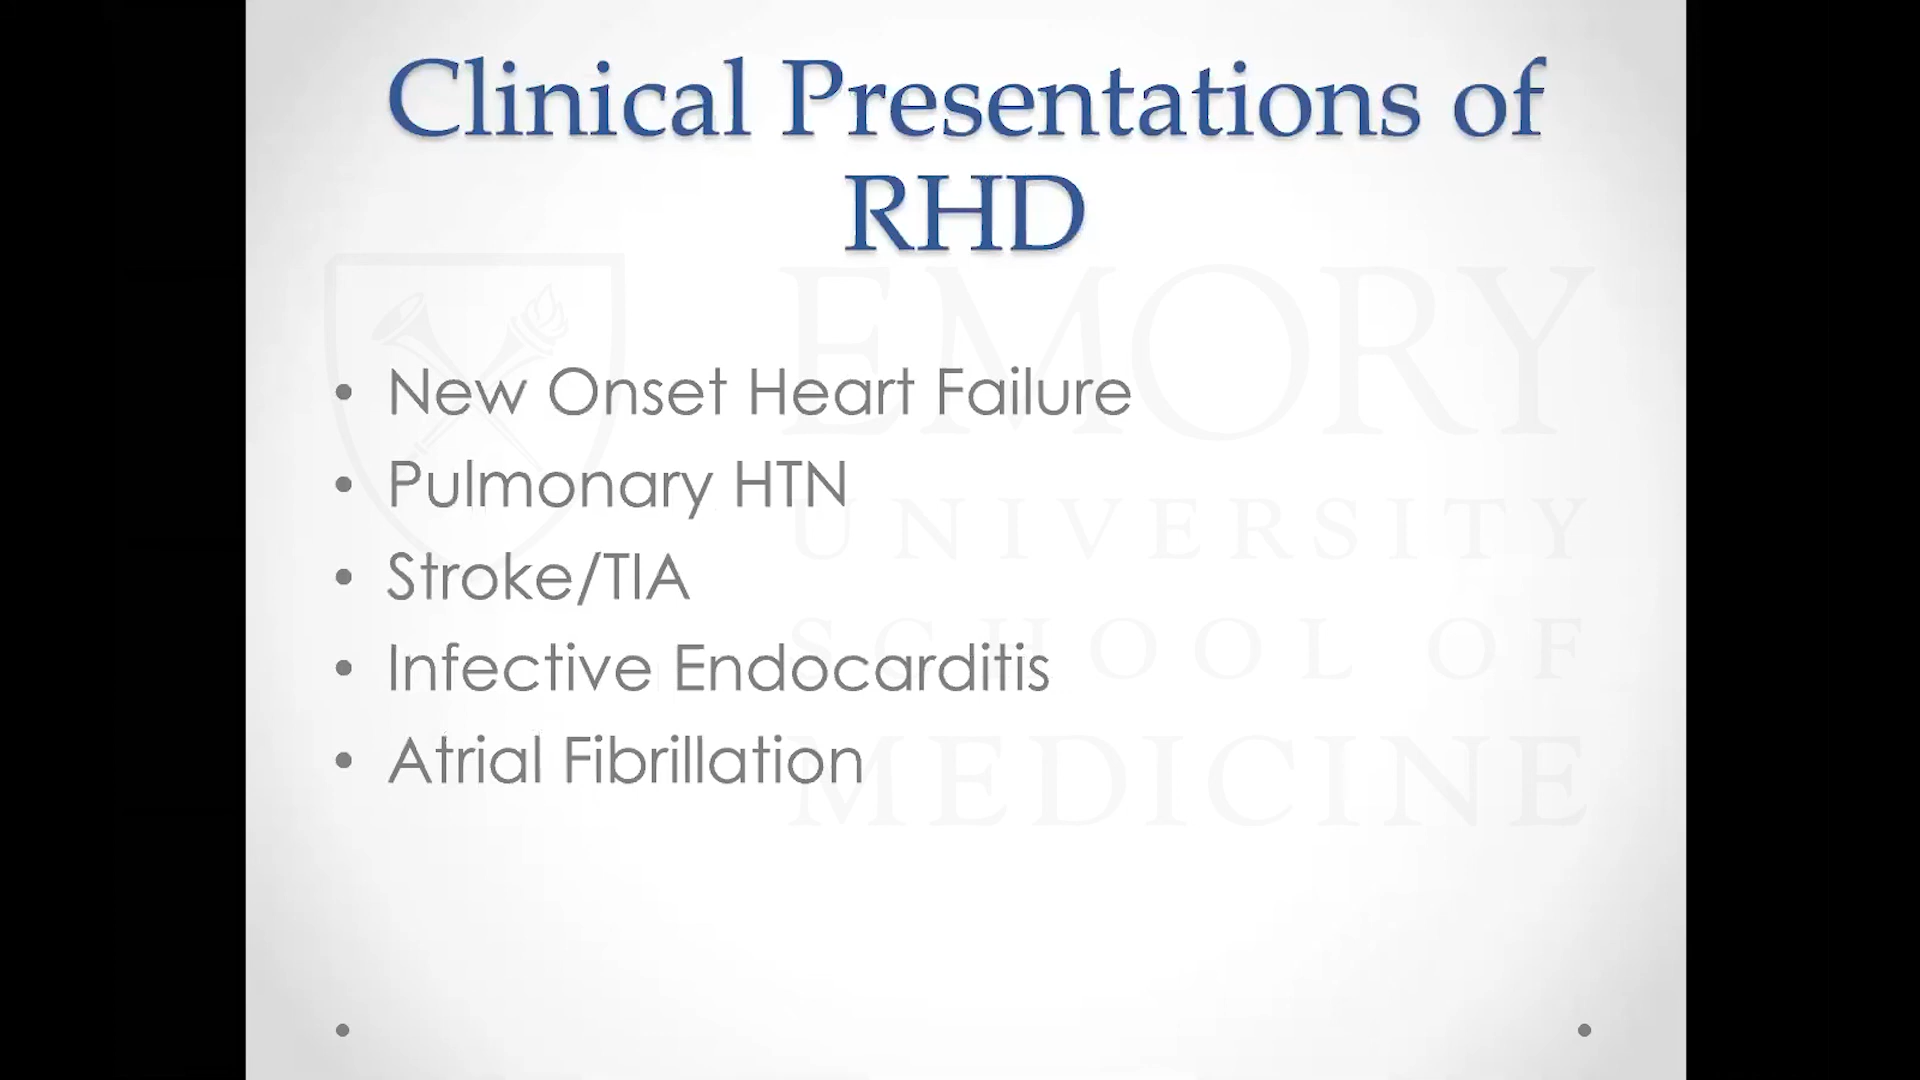 Clinical Presentations of
RHD
EMORY
UNIVERSITY
SCHOOL OF
MEDICINE
• New Onset Heart Failure
• Pulmonary HTN
• Stroke/TIA
• Infective Endocarditis
• Atrial Fibrillation